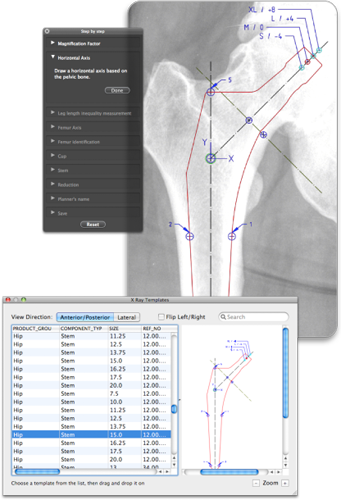 XL / +8
L / +4
M / 0
S / -4
5
Y
X
2
1
Step by step
Magnification Factor
Horizontal Axis
Draw a horizontal axis based on
the pelvic bone.
Done
Leg length inequality measurement
Femur Axis
Femur identification
Cup
Stem
Reduction
Planner's name
Save
Reset
X Ray Templates
View Direction: Anterior/Posterior Lateral Flip Left/Right Search
PRODUCT_GROU COMPONENT_TYP SIZE REF_NO
Hip Stem 11.25 12.00....
Hip Stem 12.5 12.00....
Hip Stem 13.75 12.00....
Hip Stem 15.0 12.00....
Hip Stem 16.25 12.00....
Hip Stem 17.5 12.00....
Hip Stem 20.0 12.00....
Hip Stem 7.5 12.00....
Hip Stem 10.0 12.00....
Hip Stem 11.25 12.00....
Hip Stem 12.5 12.00....
Hip Stem 13.75 12.00....
Hip Stem 15.0 12.00....
Hip Stem 16.25 12.00....
Hip Stem 17.5 12.00....
Hip Stem 20.0 12.00....
Hip Stem 13 34.00
Choose a template from the list, then drag and drop it on
- Zoom +